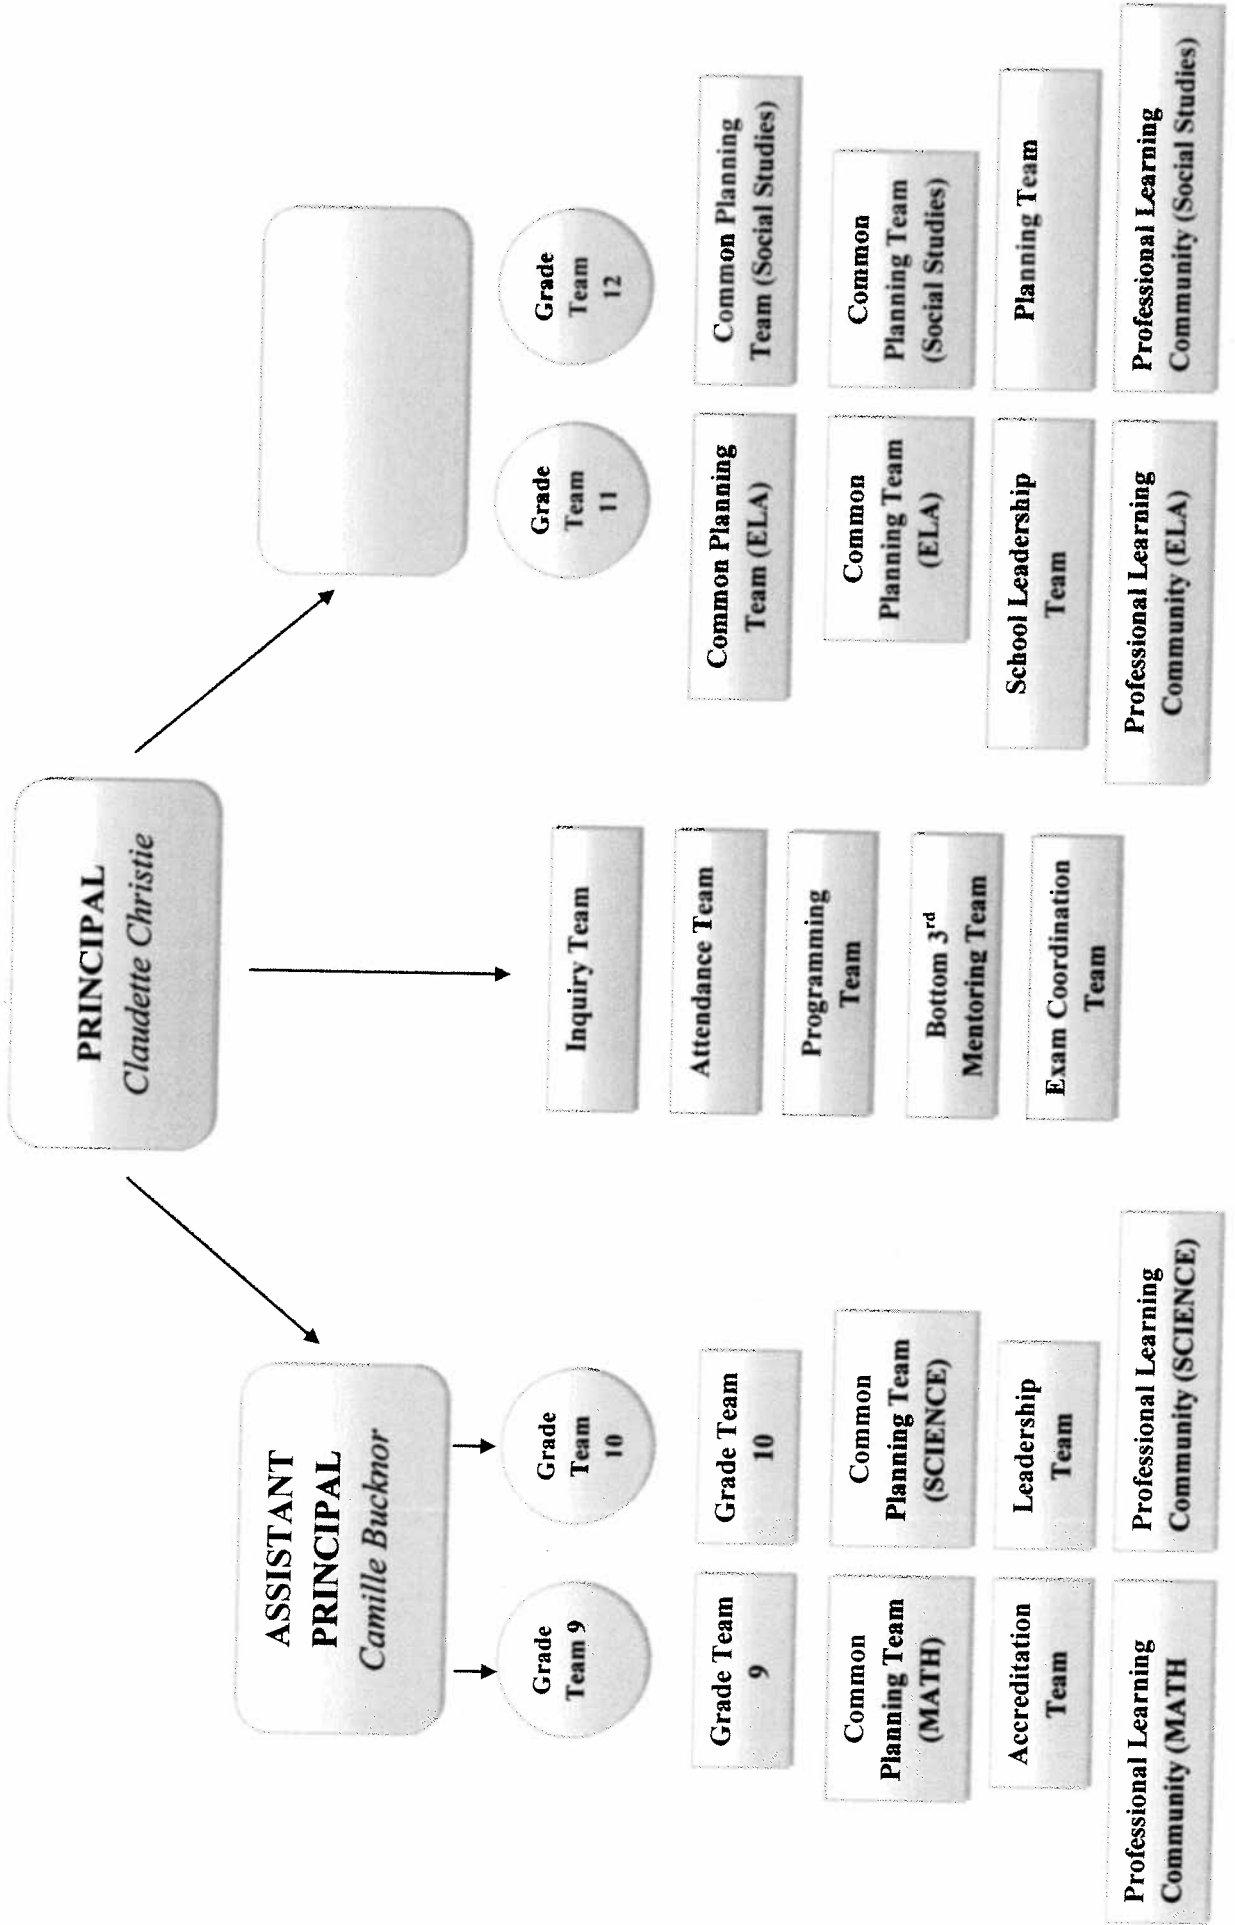 PRINCIPAL
Claudette Christie
ASSISTANT
PRINCIPAL
Camille Bucknor
Grade
Team 9
Grade
Team
10
Grade Team
9
Grade Team
10
Common
Planning Team
(MATH)
Common
Planning Team
(SCIENCE)
Accreditation
Team
Leadership
Team
Professional Learning
Community (MATH
Professional Learning
Community (SCIENCE)
Inquiry Team
Attendance Team
Programming
Team
Bottom 3rd
Mentoring Team
Exam Coordination
Team
Grade
Team
11
Grade
Team
12
Common Planning
Team (ELA)
Common Planning
Team (Social Studies)
Common
Planning Team
(ELA)
Common
Planning Team
(Social Studies)
School Leadership
Team
Planning Team
Professional Learning
Community (ELA)
Professional Learning
Community (Social Studies)